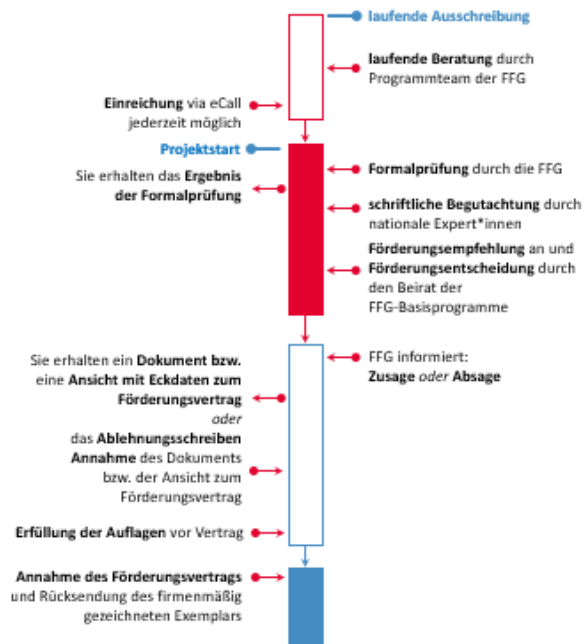 laufende Ausschreibung
laufende Beratung durch
Programmteam der FFG
Einreichung via eCall
jederzeit möglich
Projektstart
Formalprüfung durch die FFG
Sie erhalten das Ergebnis
der Formalprüfung
schriftliche Begutachtung durch
nationale Expert*innen
Förderungsempfehlung an und
Förderungsentscheidung durch
den Beirat der
FFG-Basisprogramme
FFG informiert:
Zusage oder Absage
Sie erhalten ein Dokument bzw.
eine Ansicht mit Eckdaten zum
Förderungsvertrag
oder
das Ablehnungsschreiben
Annahme des Dokuments
bzw. der Ansicht zum
Förderungsvertrag
Erfüllung der Auflagen vor Vertrag
Annahme des Förderungsvertrags
und Rücksendung des firmenmäßig
gezeichneten Exemplars